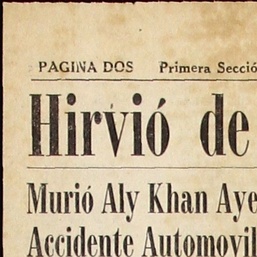 PAGINA DOS Primera Secció
Hirvió de
Murió Aly Khan Aye
Accidente Automovil